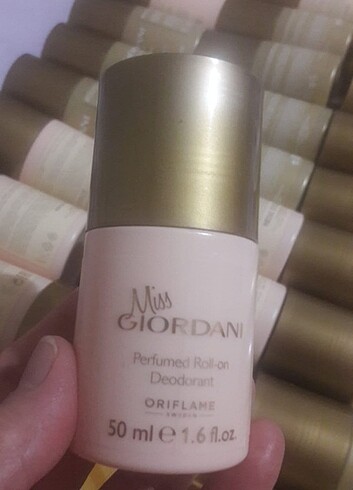 Miss
GIORDANI
Perfumed Roll-on
Deodorant
ORIFLAME
SWEDEN
50 ml e 1.6 fl.oz.